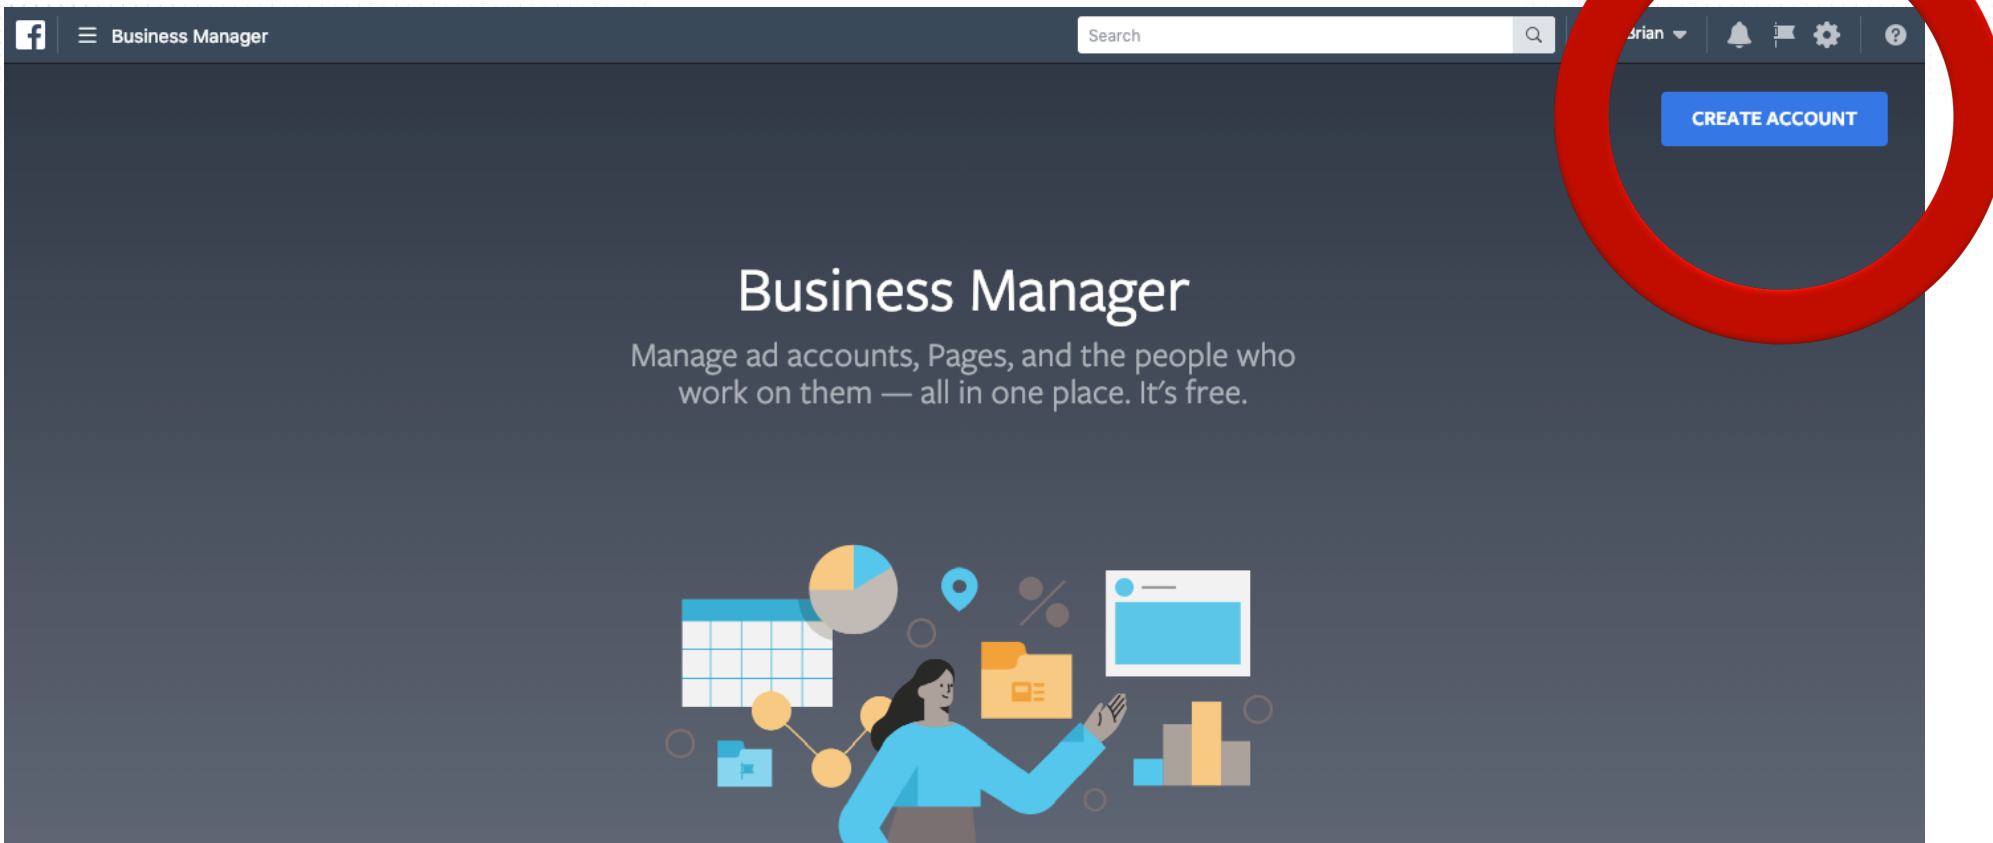 Business Manager
Search
Brian
CREATE ACCOUNT
Business Manager
Manage ad accounts, Pages, and the people who
work on them — all in one place. It's free.